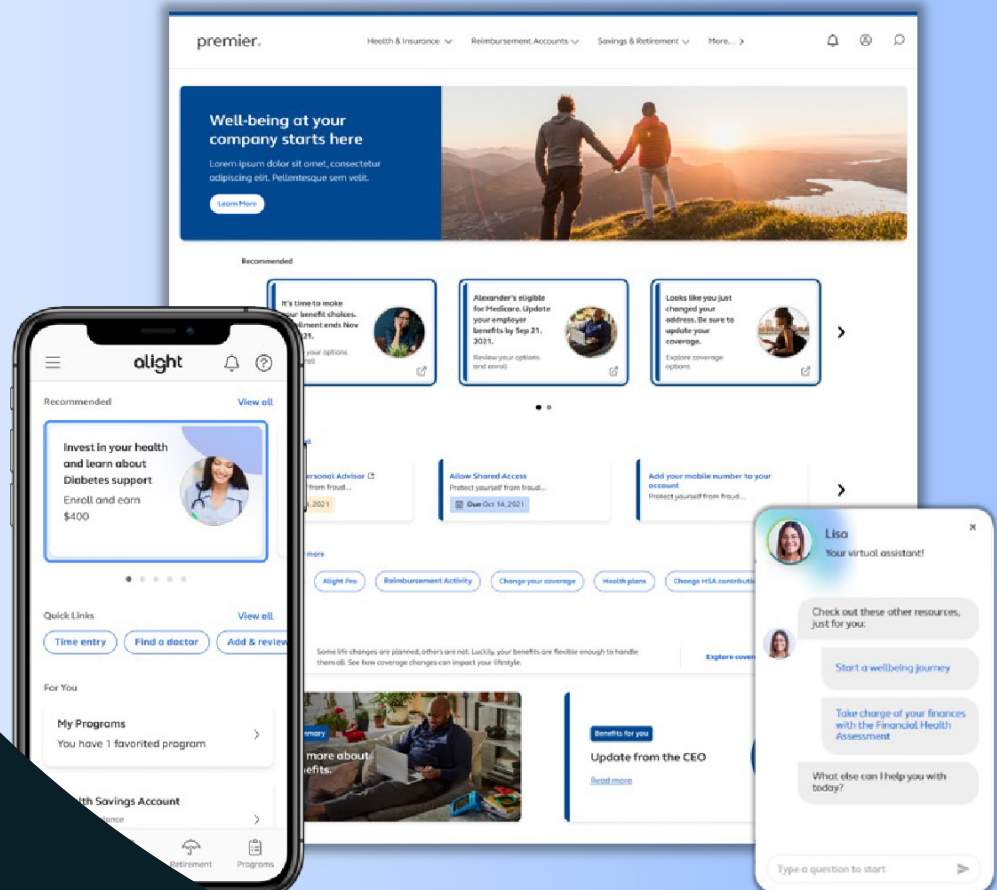 premier.
Health & Insurance
Reimbursement Accounts
Savings & Retirement
More...
Well-being at your
company starts here
Lorem ipsum dolor sit amet, consectetur
adipiscing elit. Pellentesque sem velit.
Learn More
Recommended
It's time to make
your benefit choices.
ends Nov
21.
your options
Alexander's eligible
for Medicare. Update
your employer
benefits by Sep 21,
2021.
Review your options
and enroll
Looks like you just
changed your
address. Be sure to
update your
coverage.
Explore coverage
options
Advisor
from fraud...
2021
Allow Shared Access
Protect yourself from fraud...
Due Oct 14, 2021
Add your mobile number to your
account
Protect yourself from fraud...
more
Alight Pro
Reimbursement Activity
Change your coverage
Health plans
Change HSA
Some life changes are planned, others are not. Luckily, your benefits are flexible enough to handle
them all. See how coverage changes can impact your lifestyle.
Explore
more about
Benefits for you
Update from the CEO
Read more
alight
Recommended
View all
Invest in your health
and learn about
Diabetes support
Enroll and earn
$400
Quick Links
View all
Time entry
Find a doctor
Add & review
For You
My Programs
You have 1 favorited program
Savings Account
Retirement
Programs
Lisa
Your virtual assistant!
Check out these other resources,
just for you:
Start a wellbeing journey
Take charge of your finances
with the Financial Health
Assessment
What else can I help you with
today?
Type a question to start